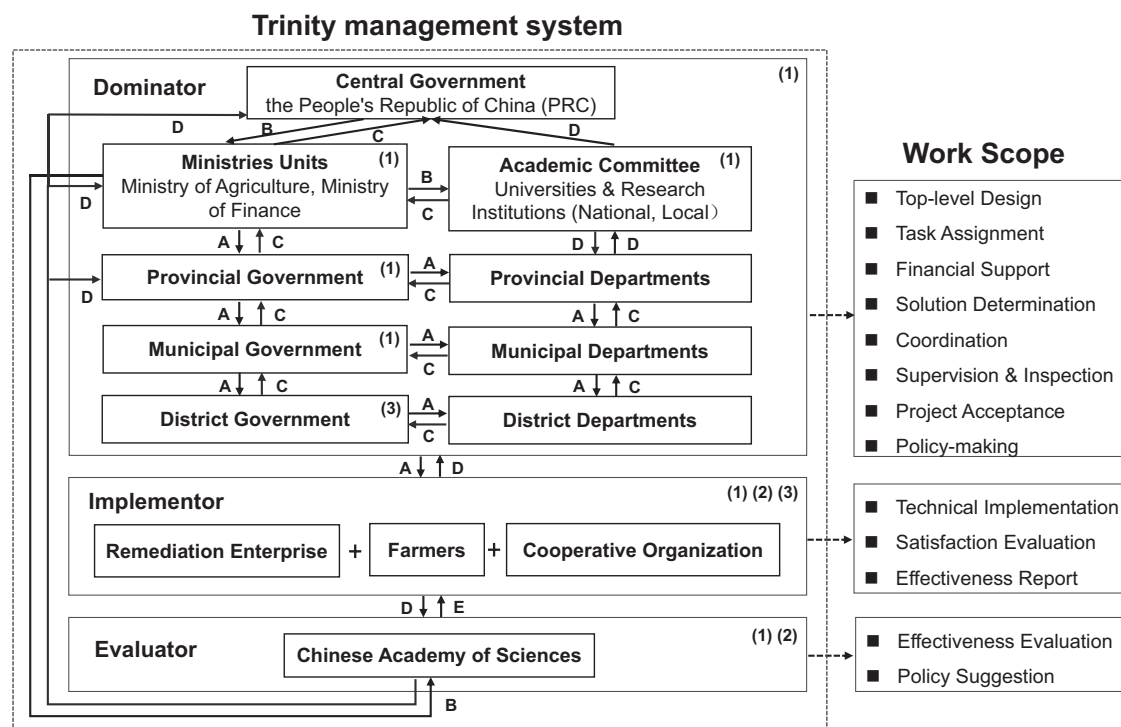 Trinity management system
Dominator
(1)
Central Government
the People's Republic of China (PRC)
D
B
C
D
Ministries Units
(1)
Ministry of Agriculture, Ministry
of Finance
D
B
C
Academic Committee
(1)
Universities & Research
Institutions (National, Local）
A
C
D
D
Provincial Government
(1)
D
A
C
Provincial Departments
A
C
A
C
Municipal Government
(1)
A
C
Municipal Departments
A
C
A
C
District Government
(3)
A
C
District Departments
A
D
Implementor
(1) (2) (3)
Remediation Enterprise
+
Farmers
+
Cooperative Organization
D
E
Evaluator
(1) (2)
Chinese Academy of Sciences
B
Work Scope
■ Top-level Design
■ Task Assignment
■ Financial Support
■ Solution Determination
■ Coordination
■ Supervision & Inspection
■ Project Acceptance
■ Policy-making
■ Technical Implementation
■ Satisfaction Evaluation
■ Effectiveness Report
■ Effectiveness Evaluation
■ Policy Suggestion